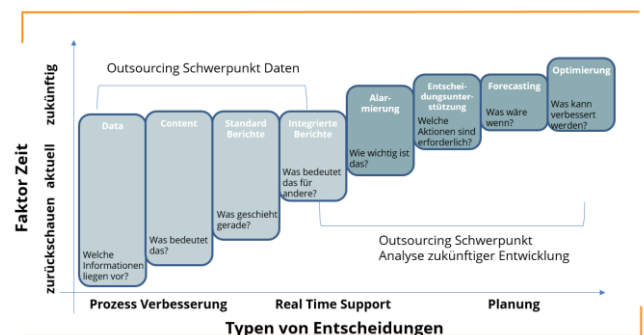 Outsourcing Schwerpunkt Daten
Faktor Zeit
zurückschauen aktuell zukünftig
Data
Welche
Informationen
liegen vor?
Content
Was bedeutet
das?
Standard
Berichte
Was geschieht
gerade?
Integrierte
Berichte
Was bedeutet
das für
andere?
Alar-
mierung
Wie wichtig ist
das?
Entschei-
dungsunter-
stützung
Welche
Aktionen sind
erforderlich?
Forecasting
Was wäre
wenn?
Optimierung
Was kann
verbessert
werden?
Outsourcing Schwerpunkt
Analyse zukünftiger Entwicklung
Prozess Verbesserung Real Time Support Planung
Typen von Entscheidungen